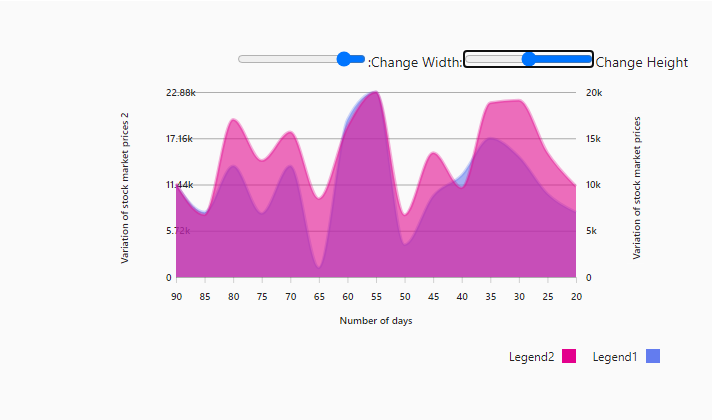 :Change Width: Change Height
Variation of stock market prices 2
22.88k
17.16k
11.44k
5.72k
0
20k
15k
10k
5k
0
Variation of stock market prices
90 85 80 75 70 65 60 55 50 45 40 35 30 25 20
Number of days
Legend2 Legend1